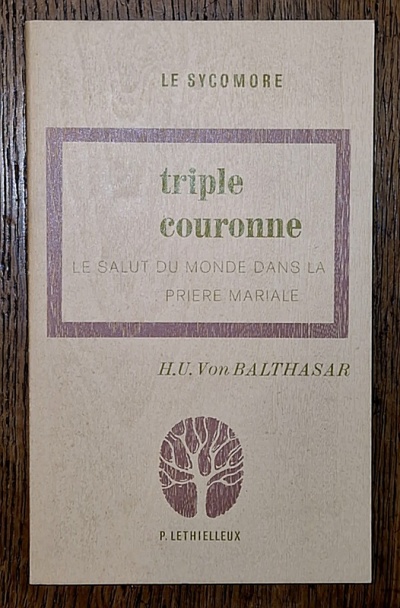 LE SYCOMORE
triple
couronne
LE SALUT DU MONDE DANS LA
PRIERE MARIALE
H.U. Von BALTHASAR
P. LETHIELLEUX